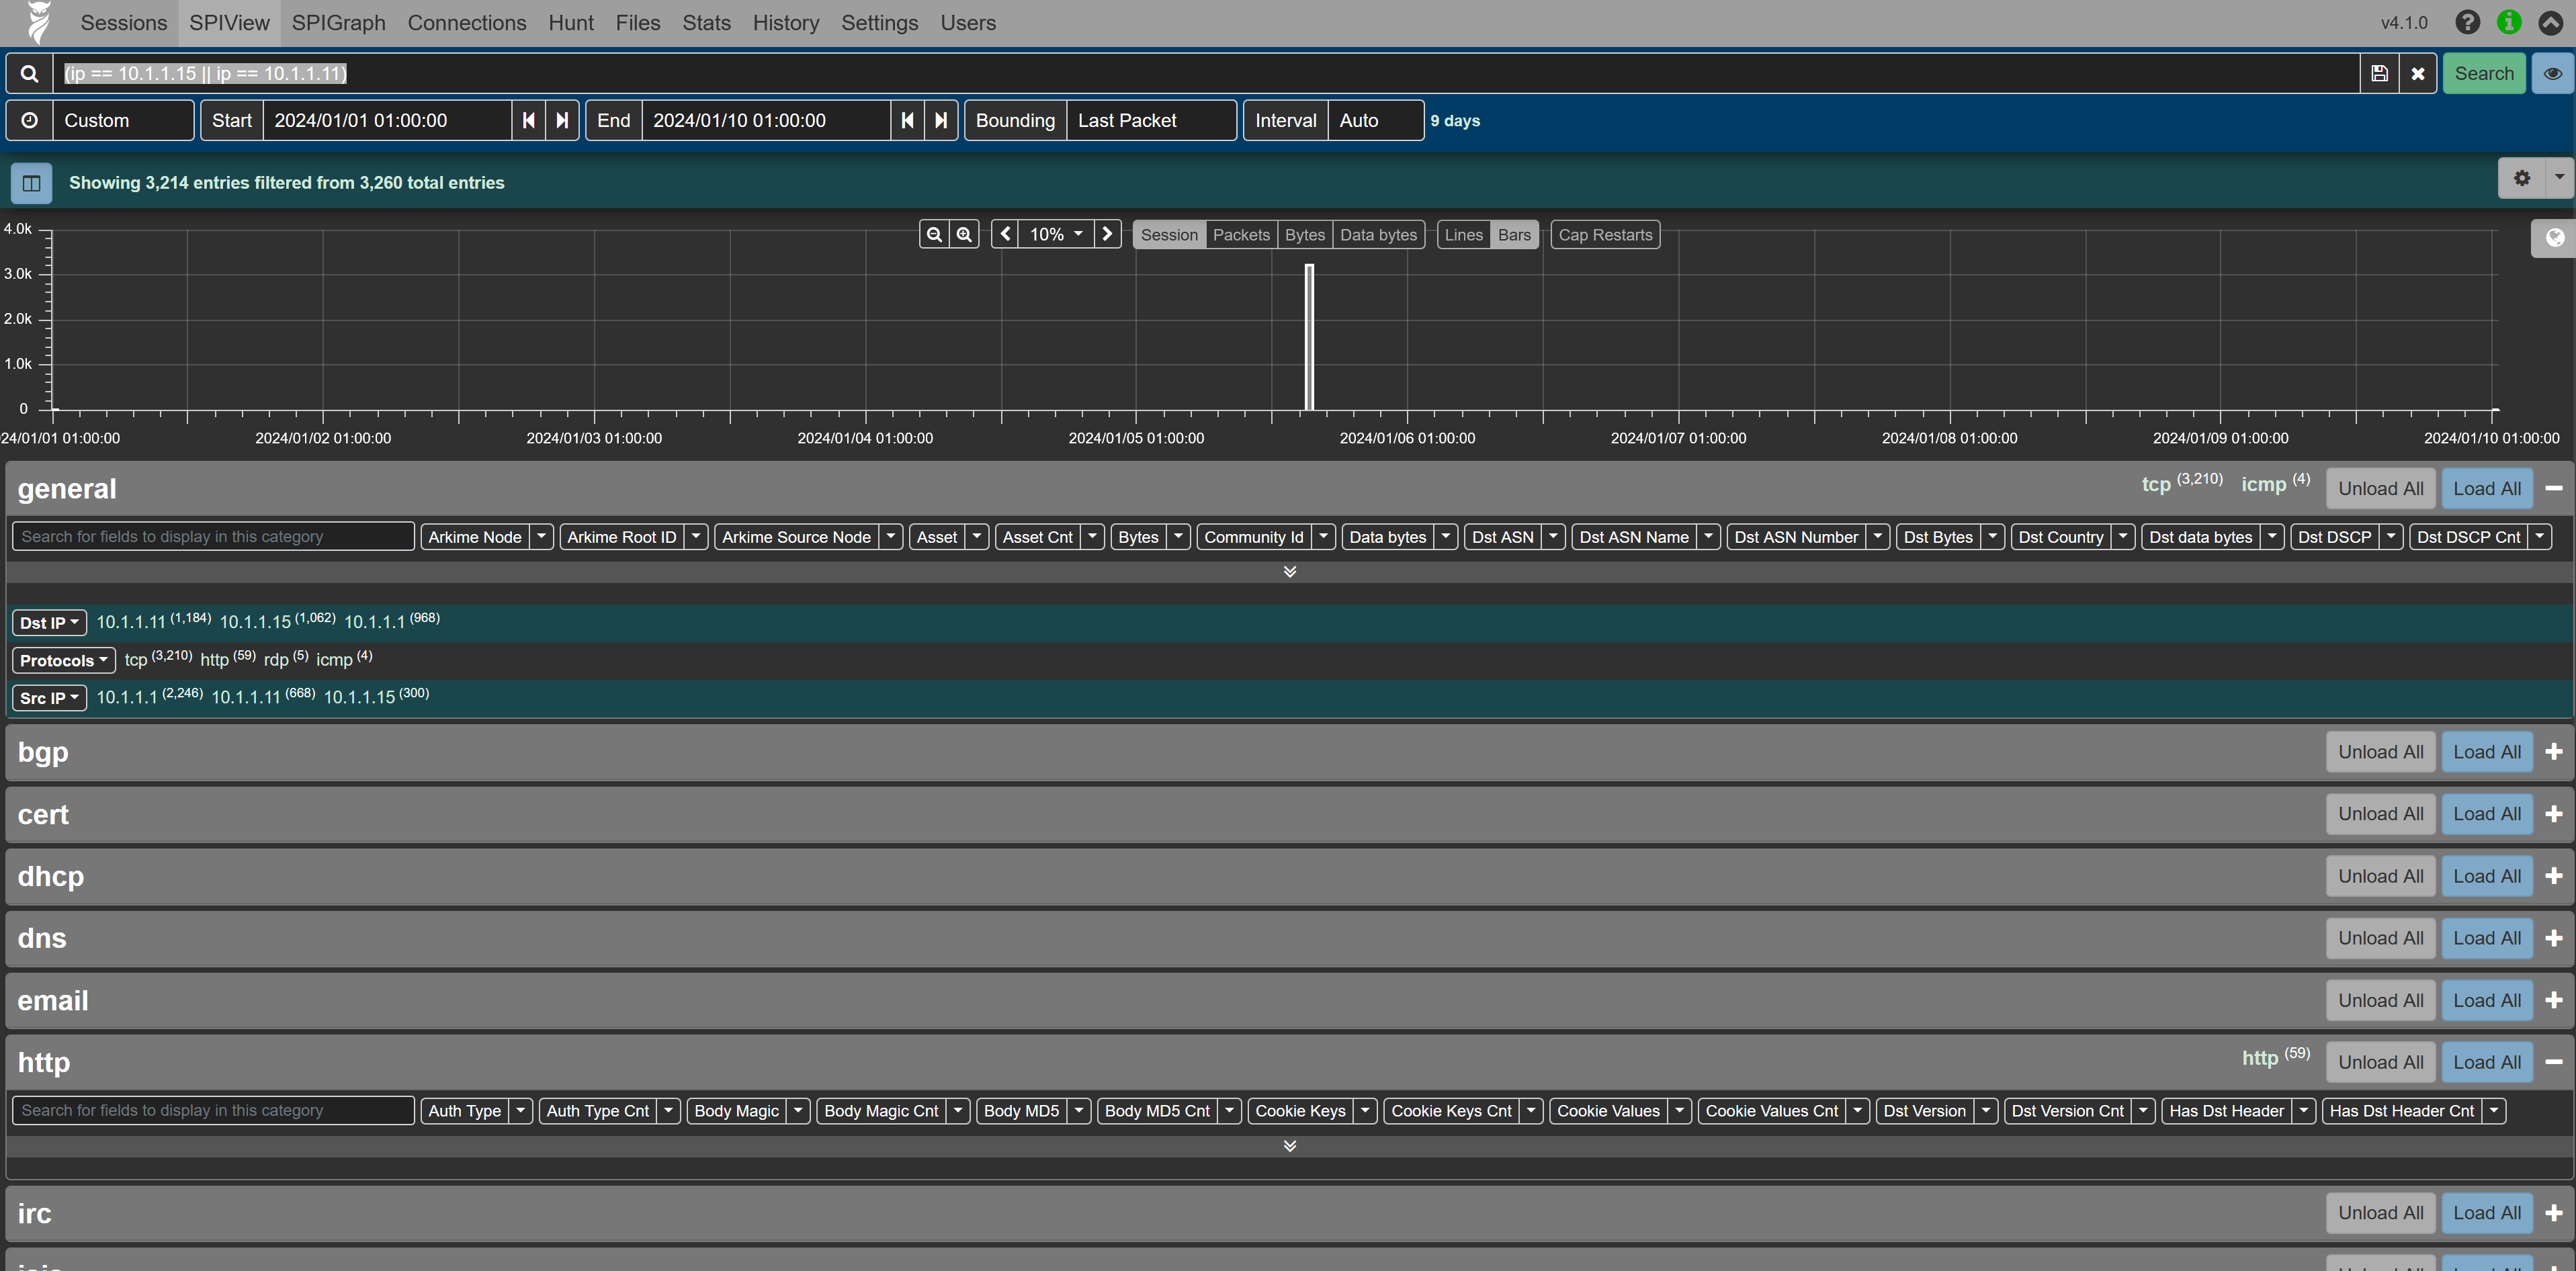 Sessions SPIView SPIGraph Connections Hunt Files Stats History Settings Users v4.1.0
(ip == 10.1.1.15 || ip == 10.1.1.11) Search
Custom Start 2024/01/01 01:00:00 End 2024/01/10 01:00:00 Bounding Last Packet Interval Auto 9 days
Showing 3,214 entries filtered from 3,260 total entries
10% Session Packets Bytes Data bytes Lines Bars Cap Restarts
4.0k
3.0k
2.0k
1.0k
0
24/01/01 01:00:00 2024/01/02 01:00:00 2024/01/03 01:00:00 2024/01/04 01:00:00 2024/01/05 01:00:00 2024/01/06 01:00:00 2024/01/07 01:00:00 2024/01/08 01:00:00 2024/01/09 01:00:00 2024/01/10 01:00:00
general tcp (3,210) icmp (4) Unload All Load All
Search for fields to display in this category Arkime Node Arkime Root ID Arkime Source Node Asset Asset Cnt Bytes Community Id Data bytes Dst ASN Dst ASN Name Dst ASN Number Dst Bytes Dst Country Dst data bytes Dst DSCP Dst DSCP Cnt
Dst IP 10.1.1.11 (1,184) 10.1.1.15 (1,062) 10.1.1.1 (968)
Protocols tcp (3,210) http (59) rdp (5) icmp (4)
Src IP 10.1.1.1 (2,246) 10.1.1.11 (668) 10.1.1.15 (300)
bgp Unload All Load All
cert Unload All Load All
dhcp Unload All Load All
dns Unload All Load All
email Unload All Load All
http http (59) Unload All Load All
Search for fields to display in this category Auth Type Auth Type Cnt Body Magic Body Magic Cnt Body MD5 Body MD5 Cnt Cookie Keys Cookie Keys Cnt Cookie Values Cookie Values Cnt Dst Version Dst Version Cnt Has Dst Header Has Dst Header Cnt
irc Unload All Load All
Unload All Load All